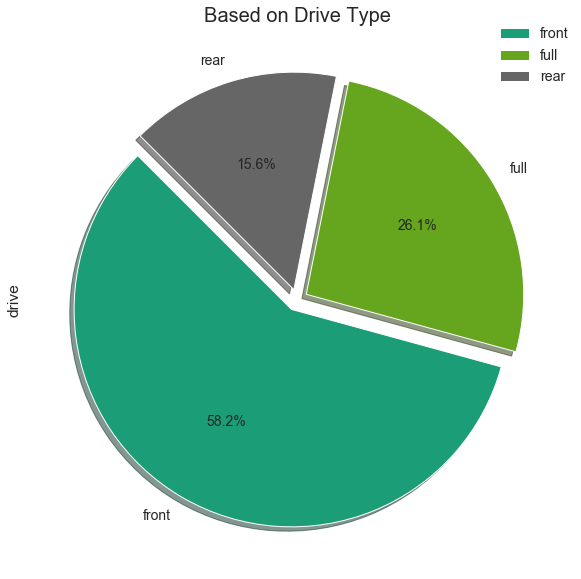 Based on Drive Type
front
full
rear
rear
full
15.6%
26.1%
drive
58.2%
front